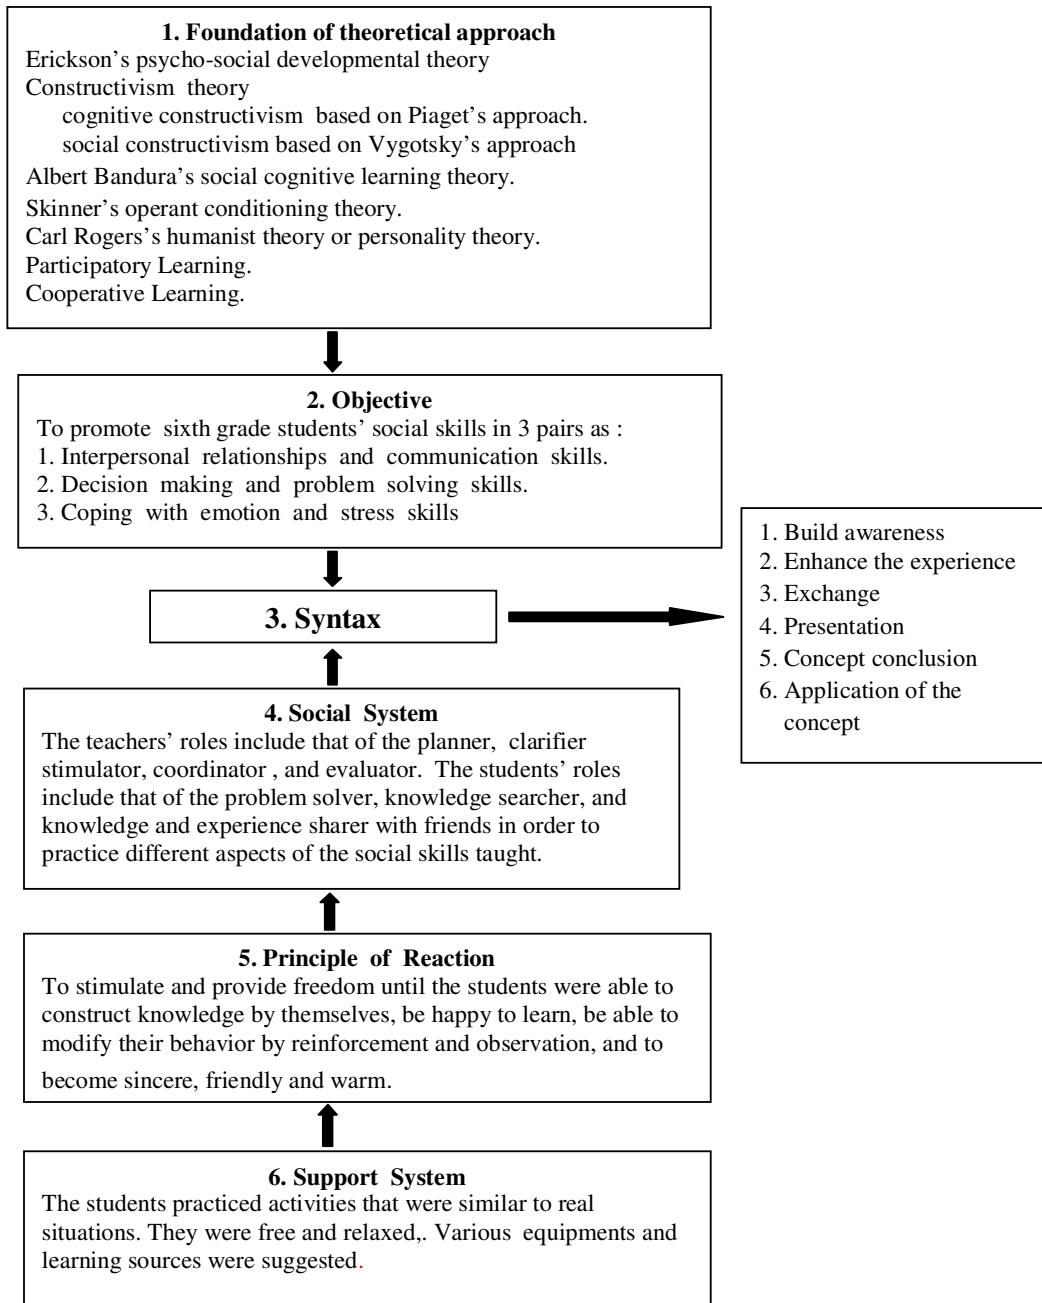 1. Foundation of theoretical approach
Erickson’s psycho-social developmental theory
Constructivism theory
cognitive constructivism based on Piaget’s approach.
social constructivism based on Vygotsky’s approach
Albert Bandura’s social cognitive learning theory.
Skinner’s operant conditioning theory.
Carl Rogers’s humanist theory or personality theory.
Participatory Learning.
Cooperative Learning.
2. Objective
To promote sixth grade students’ social skills in 3 pairs as :
1. Interpersonal relationships and communication skills.
2. Decision making and problem solving skills.
3. Coping with emotion and stress skills
3. Syntax
1. Build awareness
2. Enhance the experience
3. Exchange
4. Presentation
5. Concept conclusion
6. Application of the
concept
4. Social System
The teachers’ roles include that of the planner, clarifier
stimulator, coordinator , and evaluator. The students’ roles
include that of the problem solver, knowledge searcher, and
knowledge and experience sharer with friends in order to
practice different aspects of the social skills taught.
5. Principle of Reaction
To stimulate and provide freedom until the students were able to
construct knowledge by themselves, be happy to learn, be able to
modify their behavior by reinforcement and observation, and to
become sincere, friendly and warm.
6. Support System
The students practiced activities that were similar to real
situations. They were free and relaxed,. Various equipments and
learning sources were suggested.